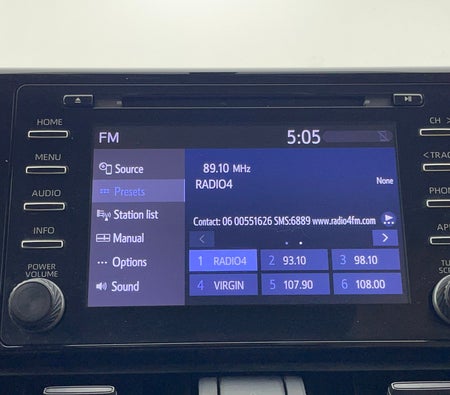 HOME
MENU
AUDIO
INFO
POWER
VOLUME
FM
5:05
Source
Presets
Station list
Manual
Options
Sound
89.10 MHz
RADIO4
None
Contact: 06 00551626 SMS:6889 www.radio4fm.com
1 RADIO4
2 93.10
3 98.10
4 VIRGIN
5 107.90
6 108.00
CH >
< TRAC
PHO
AP
TU
SC